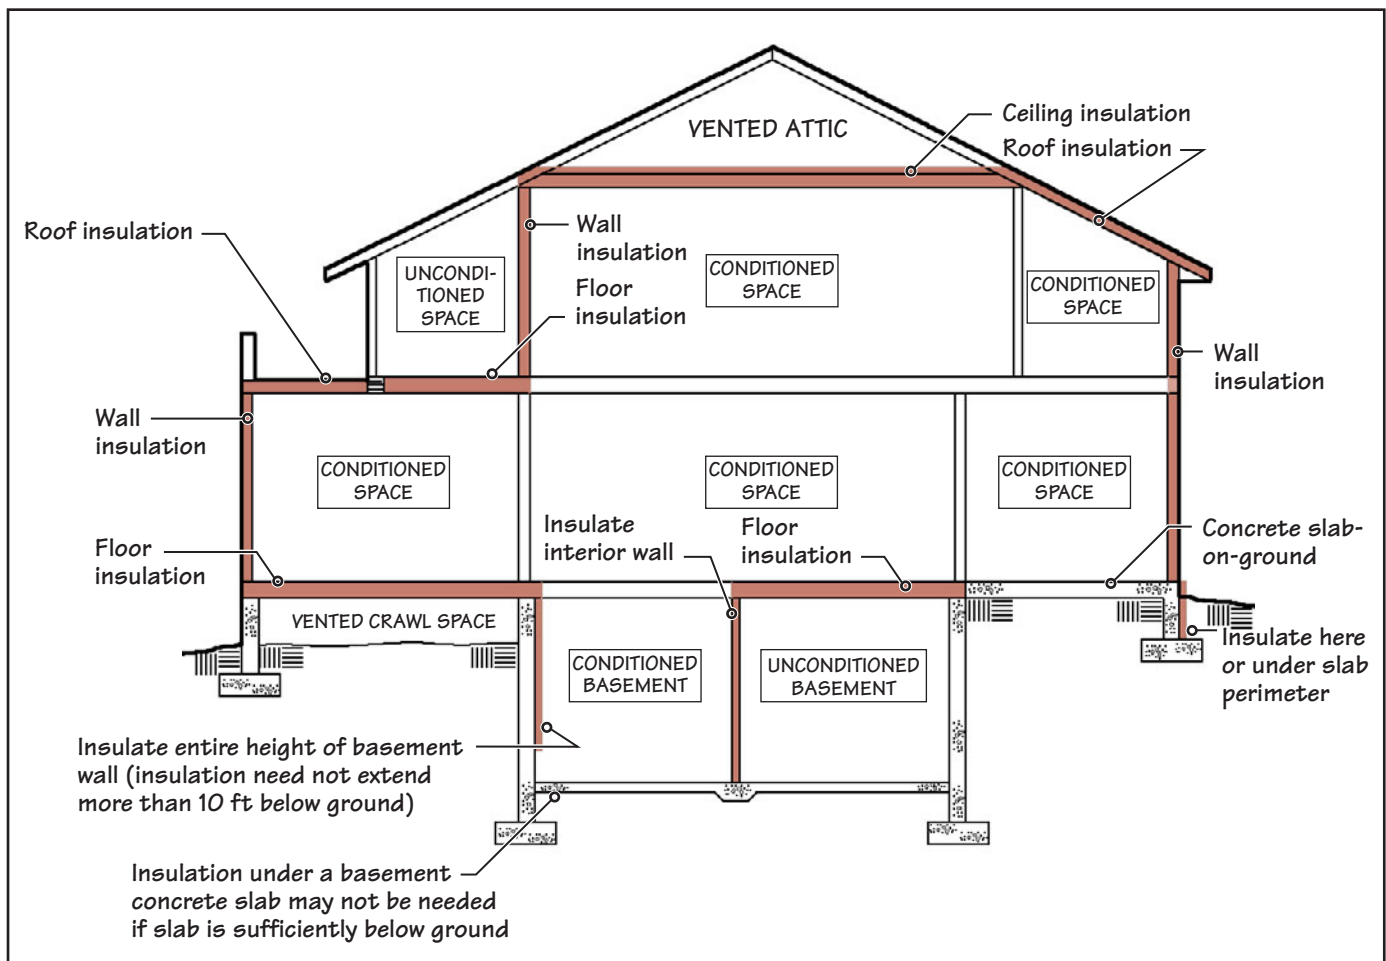 VENTED ATTIC
Ceiling insulation
Roof insulation
Roof insulation
Wall
insulation
UNCONDI-
TIONED
SPACE
Floor
insulation
CONDITIONED
SPACE
CONDITIONED
SPACE
Wall
insulation
Wall
insulation
CONDITIONED
SPACE
CONDITIONED
SPACE
CONDITIONED
SPACE
Insulate
interior wall
Floor
insulation
Concrete slab-
on-ground
Floor
insulation
VENTED CRAWL SPACE
CONDITIONED
BASEMENT
UNCONDITIONED
BASEMENT
Insulate here
or under slab
perimeter
Insulate entire height of basement
wall (insulation need not extend
more than 10 ft below ground)
Insulation under a basement
concrete slab may not be needed
if slab is sufficiently below ground